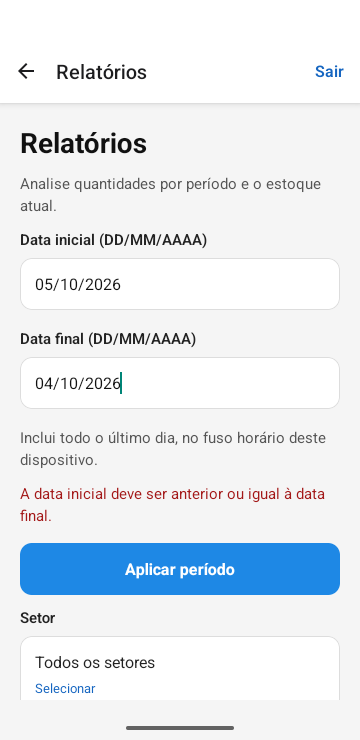 Relatórios
Sair
Relatórios
Analise quantidades por período e o estoque
atual.
Data inicial (DD/MM/AAAA)
05/10/2026
Data final (DD/MM/AAAA)
04/10/2026
Inclui todo o último dia, no fuso horário deste
dispositivo.
A data inicial deve ser anterior ou igual à data
final.
Aplicar período
Setor
Todos os setores
Selecionar